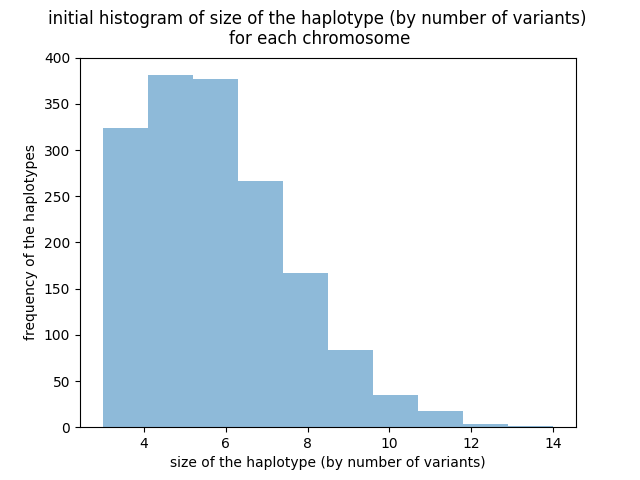 initial histogram of size of the haplotype (by number of variants)
for each chromosome
400
350
300
250
200
150
100
50
0
frequency of the haplotypes
4 6 8 10 12 14
size of the haplotype (by number of variants)